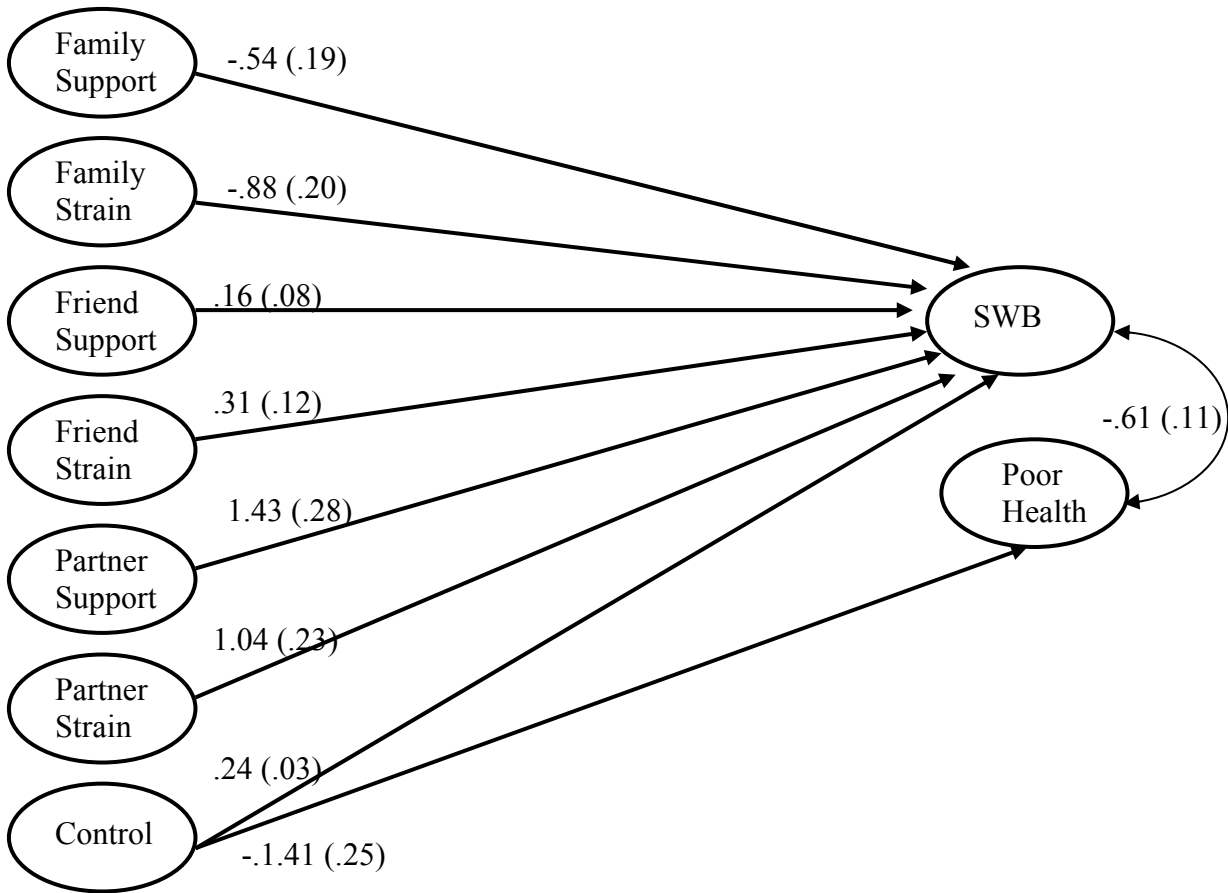 Family
Support
-.54 (.19)
Family
Strain
-.88 (.20)
Friend
Support
.16 (.08)
SWB
Friend
Strain
.31 (.12)
-.61 (.11)
Poor
Health
Partner
Support
1.43 (.28)
Partner
Strain
1.04 (.23)
Control
.24 (.03)
-.1.41 (.25)